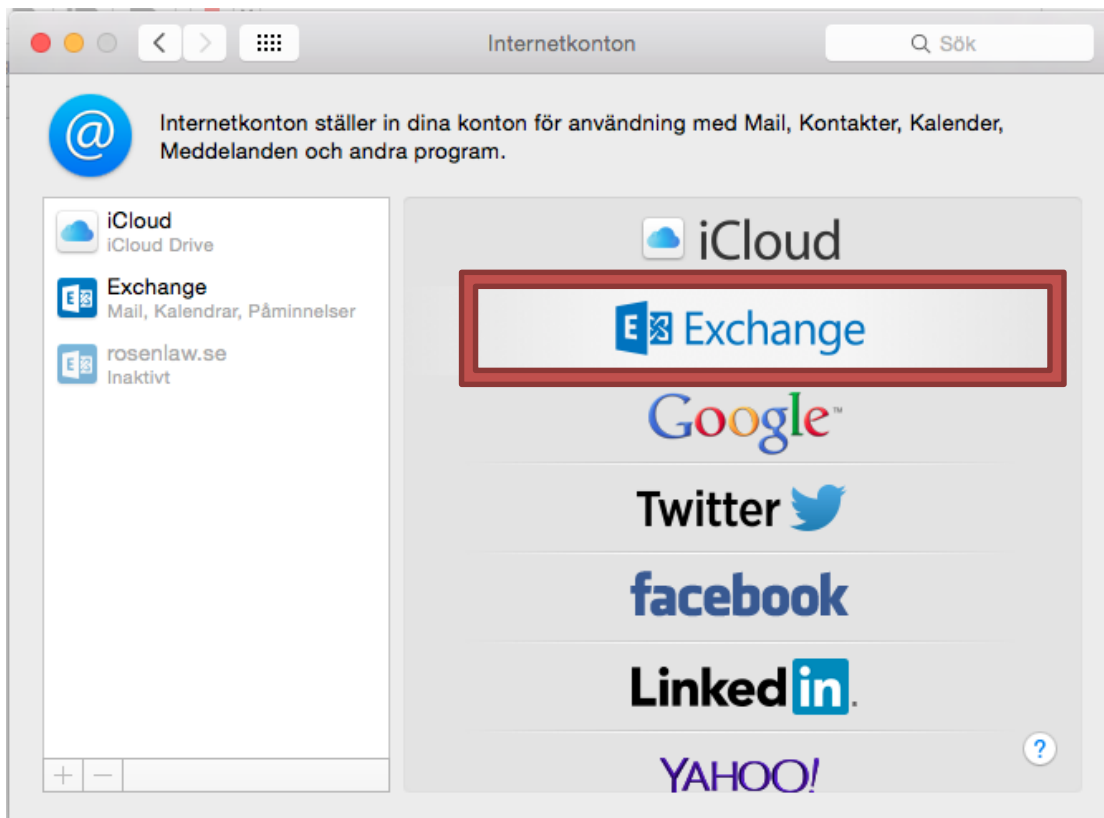 Internetkonton
Sök
@
Internetkonton ställer in dina konton för användning med Mail, Kontakter, Kalender,
Meddelanden och andra program.
iCloud
iCloud Drive
Exchange
Mail, Kalendrar, Påminnelser
rosenlaw.se
Inaktivt
iCloud
Exchange
Google™
Twitter
facebook
Linkedin.
YAHOO!
?